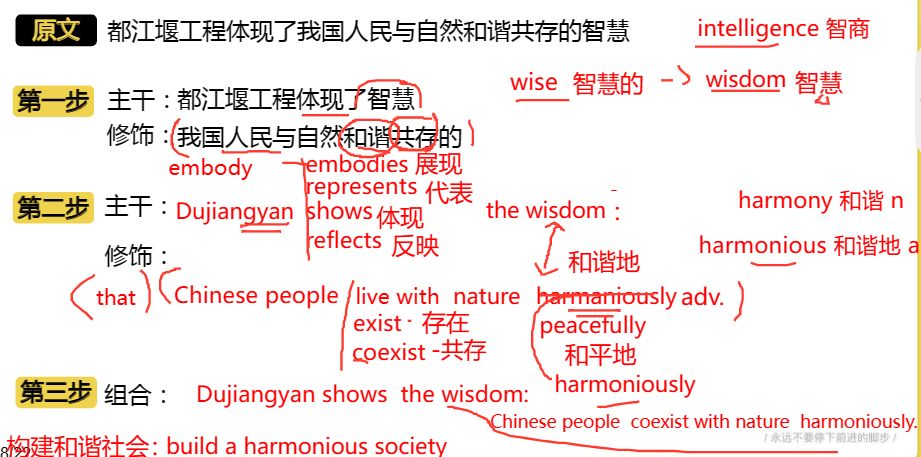 原文 都江堰工程体现了我国人民与自然和谐共存的智慧 intelligence 智商
wise 智慧的 -> wisdom 智慧
第一步 主干：都江堰工程体现了智慧
修饰：我国人民与自然和谐共存的
embody embodies 展现
represents 代表
第二步 主干：Dujiangyan shows 体现 the wisdom：
reflects 反映
harmony 和谐 n
harmonious 和谐地 a
修饰：
和谐地
(that) (Chinese people live with nature harmaniously adv.)
exist - 存在
peacefully
coexist -共存
和平地
harmoniously
第三步 组合：Dujiangyan shows the wisdom:
Chinese people coexist with nature harmoniously.
/ 永远不要停下前进的脚步 /
构建和谐社会：build a harmonious society